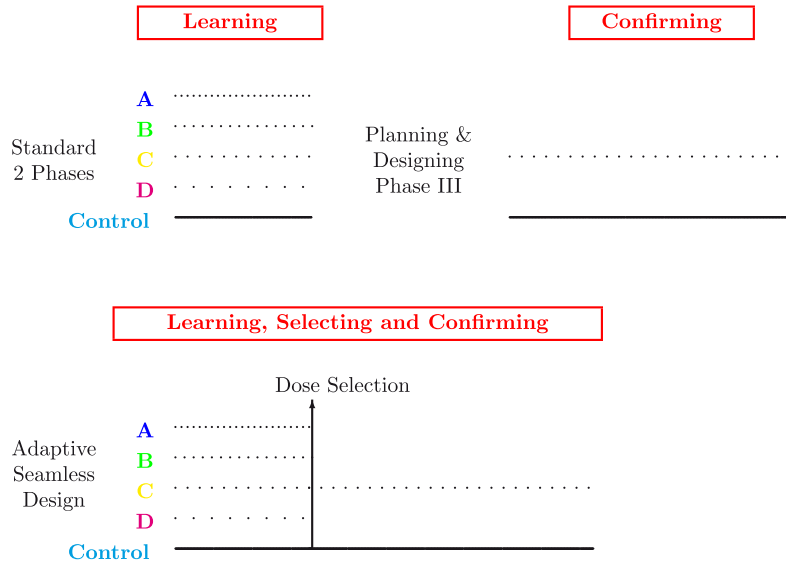 Learning
Confirming
A
B
C
D
Control
Standard
2 Phases
Planning &
Designing
Phase III
Learning, Selecting and Confirming
Dose Selection
A
B
C
D
Control
Adaptive
Seamless
Design